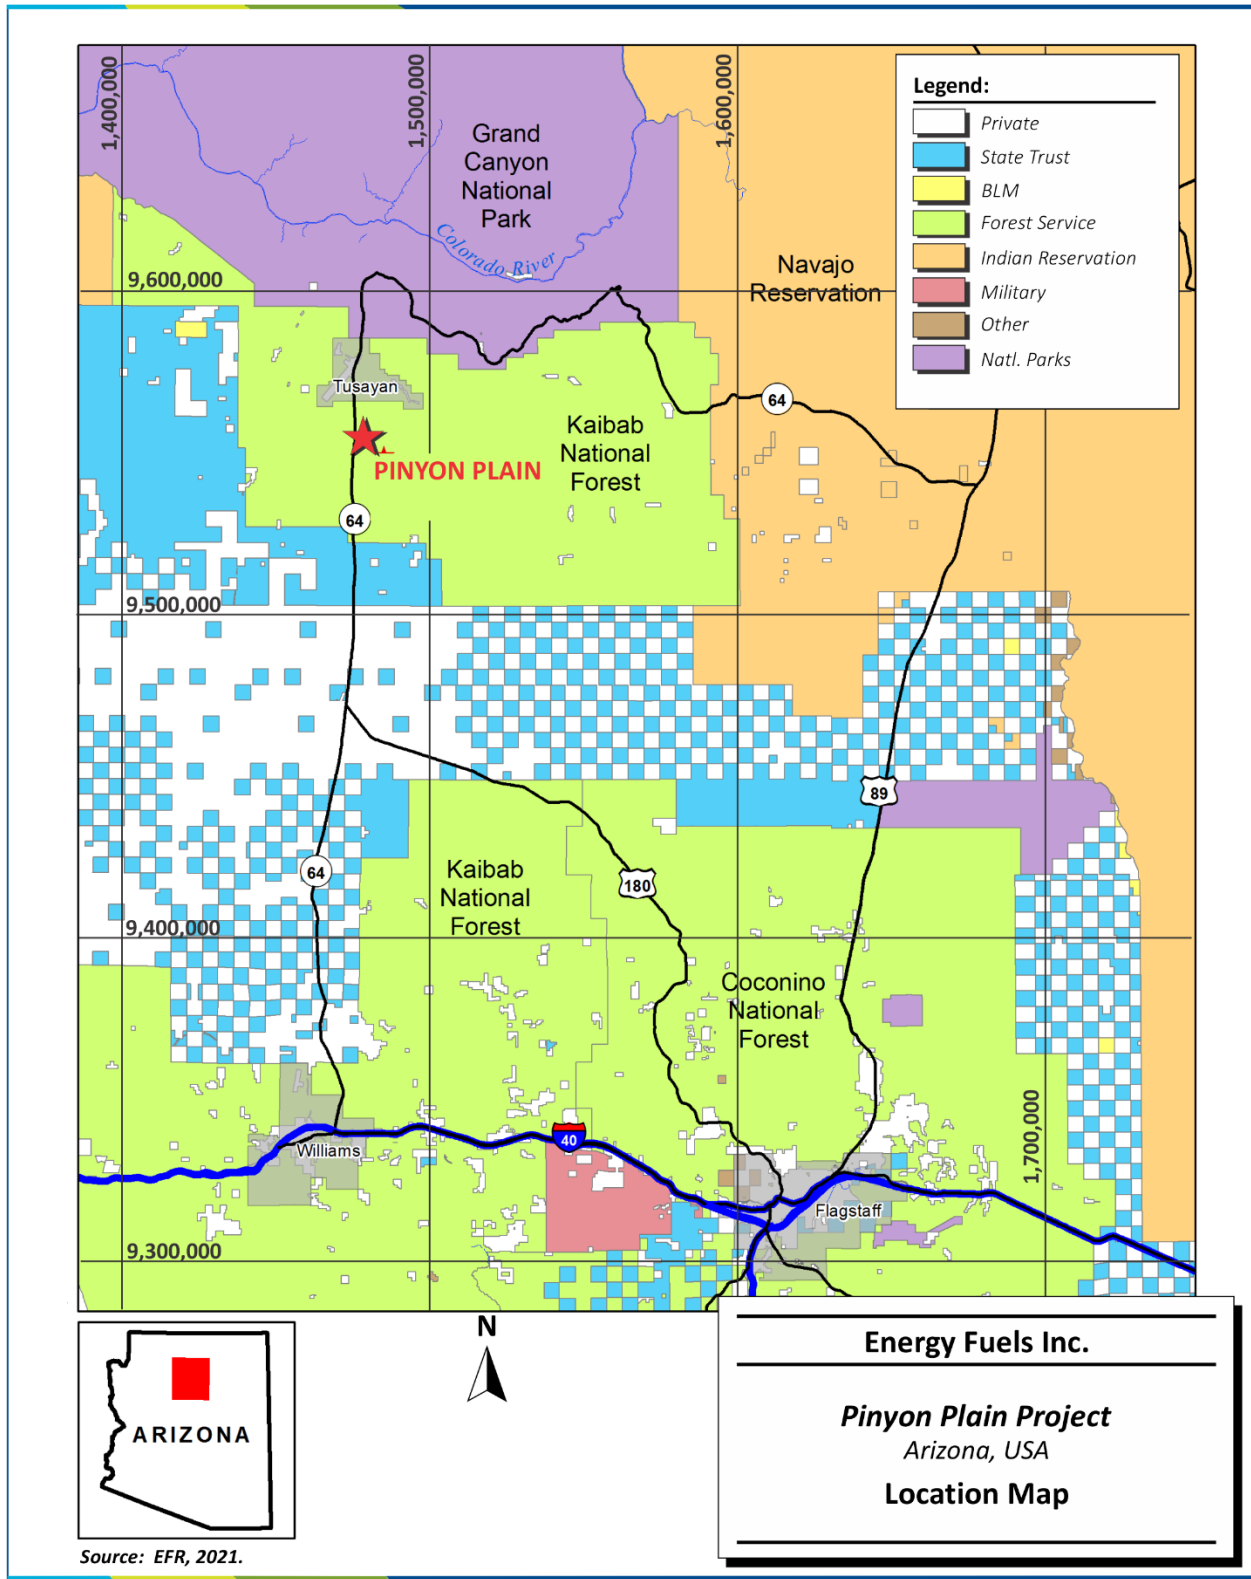 1,400,000
1,500,000
1,600,000
Legend:
Private
State Trust
BLM
Forest Service
Indian Reservation
Military
Other
Natl. Parks
Grand
Canyon
National
Park
Colorado River
Navajo
Reservation
9,600,000
Tusayan
64
Kaibab
National
Forest
PINYON PLAIN
64
9,500,000
89
64
Kaibab
National
Forest
180
9,400,000
Coconino
National
Forest
1,700,000
40
Williams
Flagstaff
9,300,000
N
ARIZONA
Energy Fuels Inc.
Pinyon Plain Project
Arizona, USA
Location Map
Source: EFR, 2021.